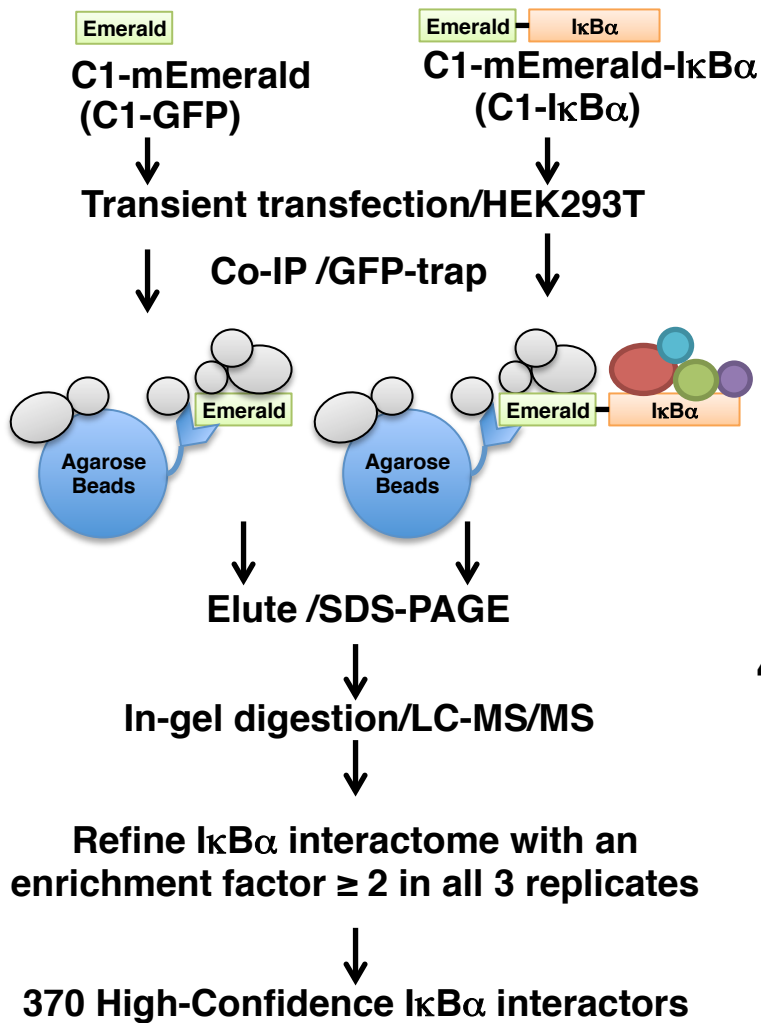 Emerald
Emerald IκBα
C1-mEmerald
(C1-GFP)
C1-mEmerald-IκBα
(C1-IκBα)
Transient transfection/HEK293T
Co-IP /GFP-trap
Emerald
Agarose
Beads
Emerald IκBα
Agarose
Beads
Elute /SDS-PAGE
In-gel digestion/LC-MS/MS
Refine IκBα interactome with an
enrichment factor ≥ 2 in all 3 replicates
370 High-Confidence IκBα interactors